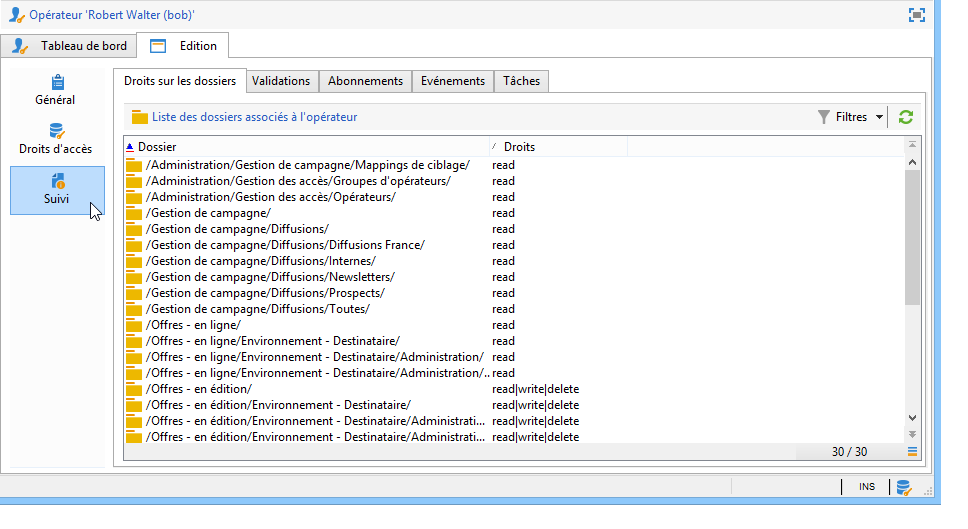 Opérateur 'Robert Walter (bob)'
Tableau de bord
Edition
Général
Droits d'accès
Suivi
Droits sur les dossiers
Validations
Abonnements
Evénements
Tâches
Liste des dossiers associés à l'opérateur
Filtres
Dossier / Droits
/Administration/Gestion de campagne/Mappings de ciblage/ read
/Administration/Gestion des accès/Groupes d'opérateurs/ read
/Administration/Gestion des accès/Opérateurs/ read
/Gestion de campagne/ read
/Gestion de campagne/Diffusions/ read
/Gestion de campagne/Diffusions/Diffusions France/ read
/Gestion de campagne/Diffusions/Internes/ read
/Gestion de campagne/Diffusions/Newsletters/ read
/Gestion de campagne/Diffusions/Prospects/ read
/Gestion de campagne/Diffusions/Toutes/ read
/Offres - en ligne/ read
/Offres - en ligne/Environnement - Destinataire/ read
/Offres - en ligne/Environnement - Destinataire/Administration/ read
/Offres - en ligne/Environnement - Destinataire/Administration/.. read
/Offres - en édition/ read|write|delete
/Offres - en édition/Environnement - Destinataire/ read|write|delete
/Offres - en édition/Environnement - Destinataire/Administrati... read|write|delete
/Offres - en édition/Environnement - Destinataire/Administrati... read|write|delete
30 / 30
INS